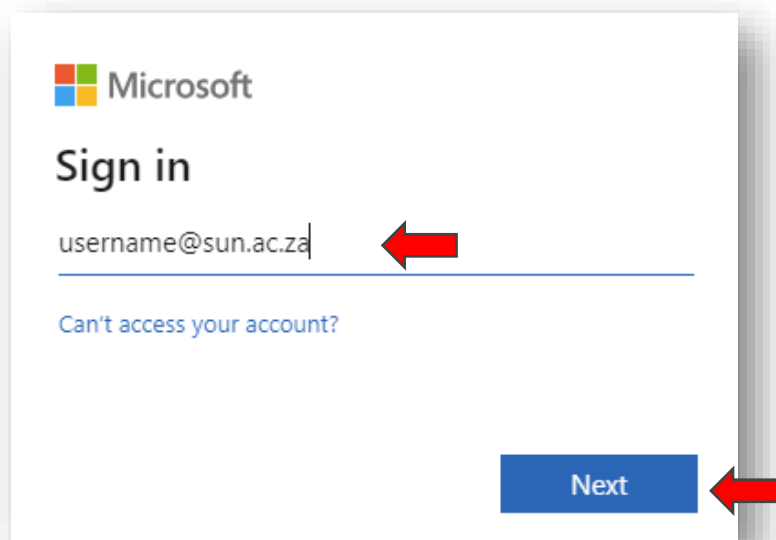 Microsoft
Sign in
username@sun.ac.za
Can't access your account?
Next